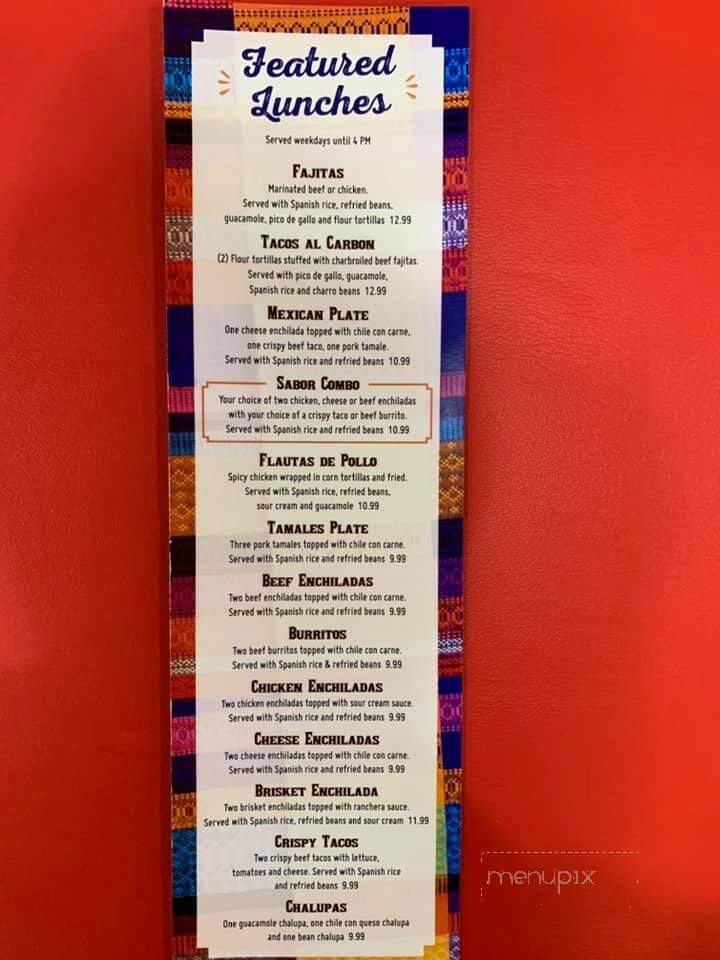 Featured
Lunches
Served weekdays until 4 PM
Fajitas
Marinated beef or chicken.
Served with Spanish rice, refried beans,
guacamole, pico de gallo and flour tortillas 12.99
Tacos al Carbon
(2) Flour tortillas stuffed with charbroiled beef fajitas.
Served with pico de gallo, guacamole,
Spanish rice and charro beans 12.99
Mexican Plate
One cheese enchilada topped with chile con carne,
one crispy beef taco, one pork tamale.
Served with Spanish rice and refried beans 10.99
Sabor Combo
Your choice of two chicken, cheese or beef enchiladas
with your choice of a crispy taco or beef burrito.
Served with Spanish rice and refried beans 10.99
Flautas de Pollo
Spicy chicken wrapped in corn tortillas and fried.
Served with Spanish rice, refried beans,
sour cream and guacamole 10.99
Tamales Plate
Three pork tamales topped with chile con carne.
Served with Spanish rice and refried beans 9.99
Beef Enchiladas
Two beef enchiladas topped with chile con carne.
Served with Spanish rice and refried beans 9.99
Burritos
Two beef burritos topped with chile con carne.
Served with Spanish rice & refried beans 9.99
Chicken Enchiladas
Two chicken enchiladas topped with sour cream sauce.
Served with Spanish rice and refried beans 9.99
Cheese Enchiladas
Two cheese enchiladas topped with chile con carne.
Served with Spanish rice and refried beans 9.99
Brisket Enchilada
Two brisket enchiladas topped with ranchera sauce.
Served with Spanish rice, refried beans and sour cream 11.99
Crispy Tacos
Two crispy beef tacos with lettuce,
tomatoes and cheese. Served with Spanish rice
and refried beans 9.99
Chalupas
One guacamole chalupa, one chile con queso chalupa
and one bean chalupa 9.99
menupix